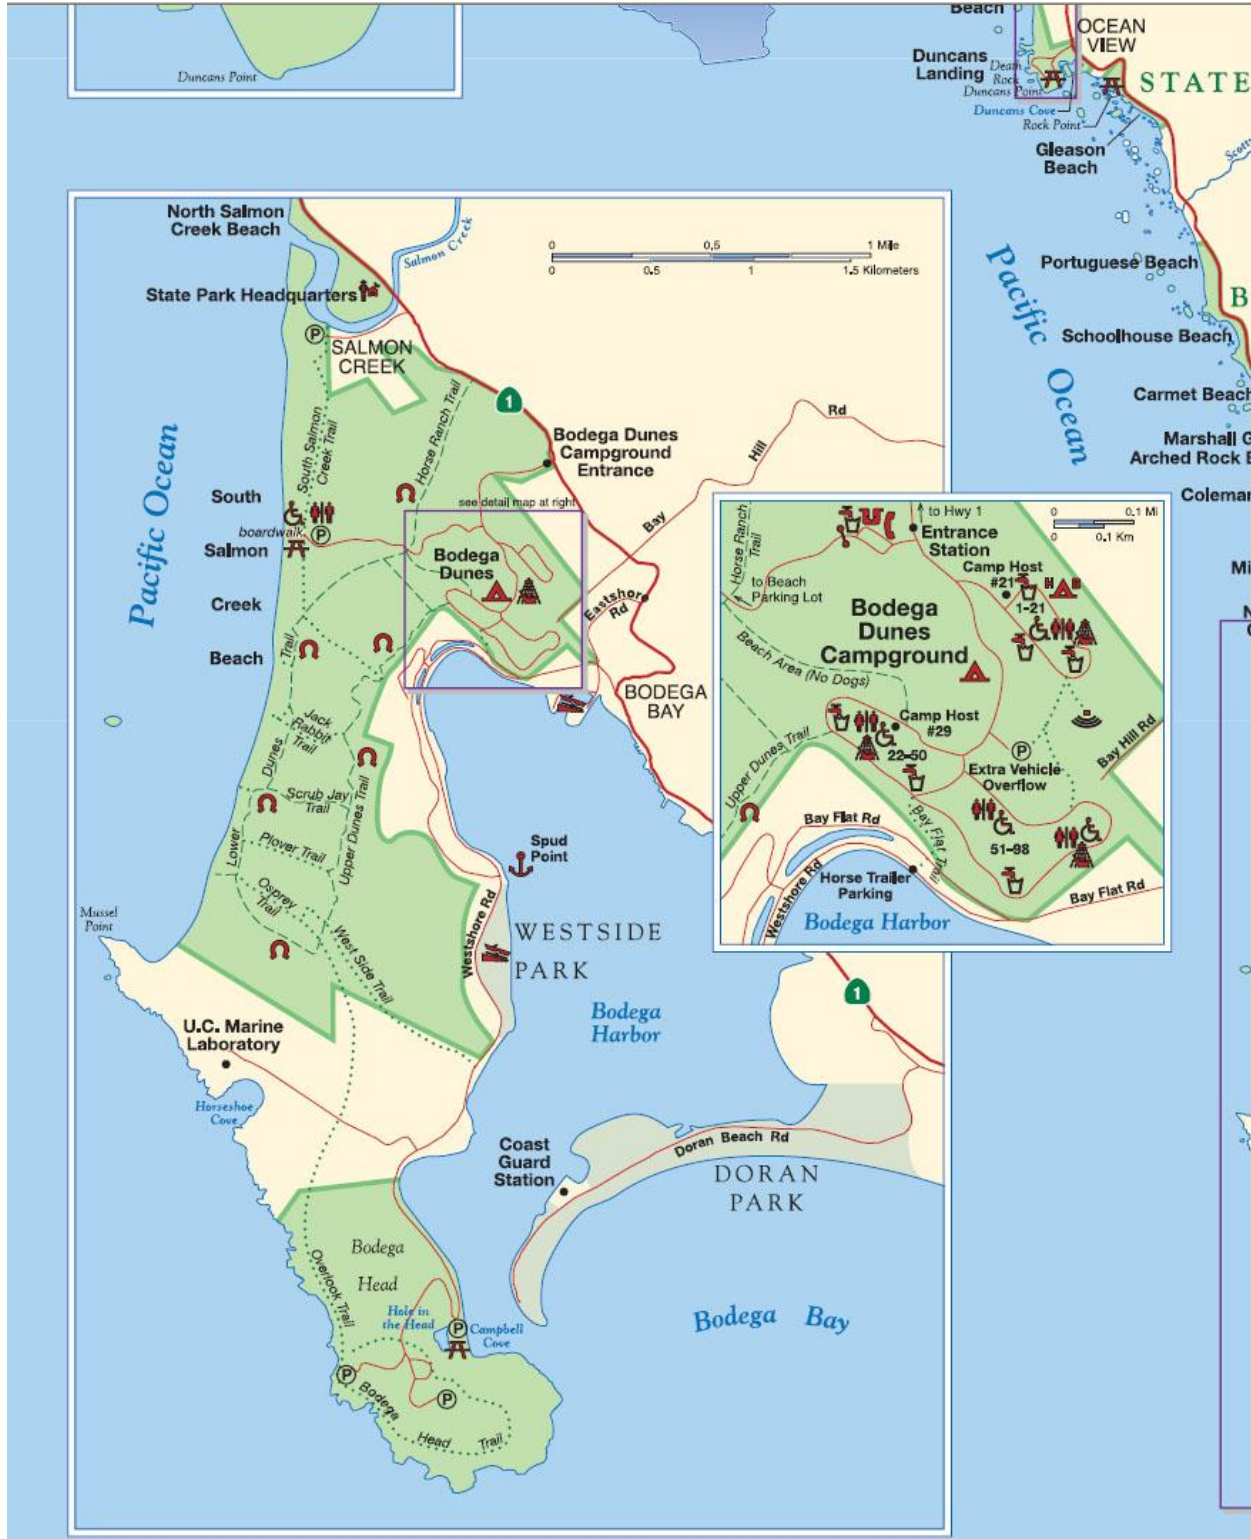 Beach
OCEAN
VIEW
Duncans
Landing
Death
Rock
Duncans Point
Duncans Cove
Rock Point
STATE
Gleason
Beach
Duncans Point
Pacific Ocean
Portuguese Beach
B
Schoolhouse Beach
Carmet Beach
Marshall G
Arched Rock B
Coleman
Mi
North Salmon
Creek Beach
Salmon Creek
0 0.5 1 Mile
0 0.5 1 1.5 Kilometers
State Park Headquarters
P
SALMON
CREEK
1
Horse Ranch Trail
South Salmon
Creek Trail
Bodega Dunes
Campground
Entrance
Bay Hill Rd
Pacific Ocean
see detail map at right
South
Salmon
Creek
Beach
boardwalk
P
Bodega
Dunes
Eastshore
Rd
BODEGA
BAY
Jack
Rabbit
Trail
Lower Dunes Trail
Scrub Jay
Trail
Upper Dunes Trail
Plover Trail
Osprey
Trail
West Side Trail
Mussel
Point
Spud
Point
Westshore Rd
WESTSIDE
PARK
Bodega
Harbor
1
U.C. Marine
Laboratory
Horseshoe
Cove
Coast
Guard
Station
Doran Beach Rd
DORAN
PARK
Bodega
Head
Overlook Trail
Hole in
the Head
P
Campbell
Cove
P
P
Bodega Head Trail
Bodega Bay
to Hwy 1
Entrance
Station
0 0.1 Mi
0 0.1 Km
Horse Ranch
Trail
to Beach
Parking Lot
Camp Host
#21
H B
1-21
Bodega
Dunes
Campground
Beach Area (No Dogs)
Camp Host
#29
22-50
Upper Dunes Trail
P
Extra Vehicle
Overflow
Bay Hill Rd
Bay Flat Rd
Bay Flat Trail
51-98
Westshore Rd
Horse Trailer
Parking
Bay Flat Rd
Bodega Harbor